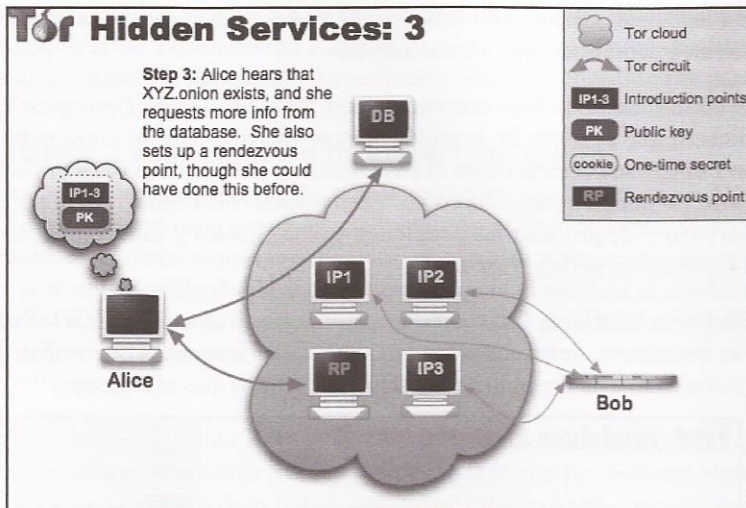 Tor Hidden Services: 3
Step 3: Alice hears that
XYZ.onion exists, and she
requests more info from
the database. She also
sets up a rendezvous
point, though she could
have done this before.
Tor cloud
Tor circuit
IP1-3 Introduction points
PK Public key
cookie One-time secret
RP Rendezvous point
DB
IP1-3
PK
IP1
IP2
Alice
RP
IP3
Bob